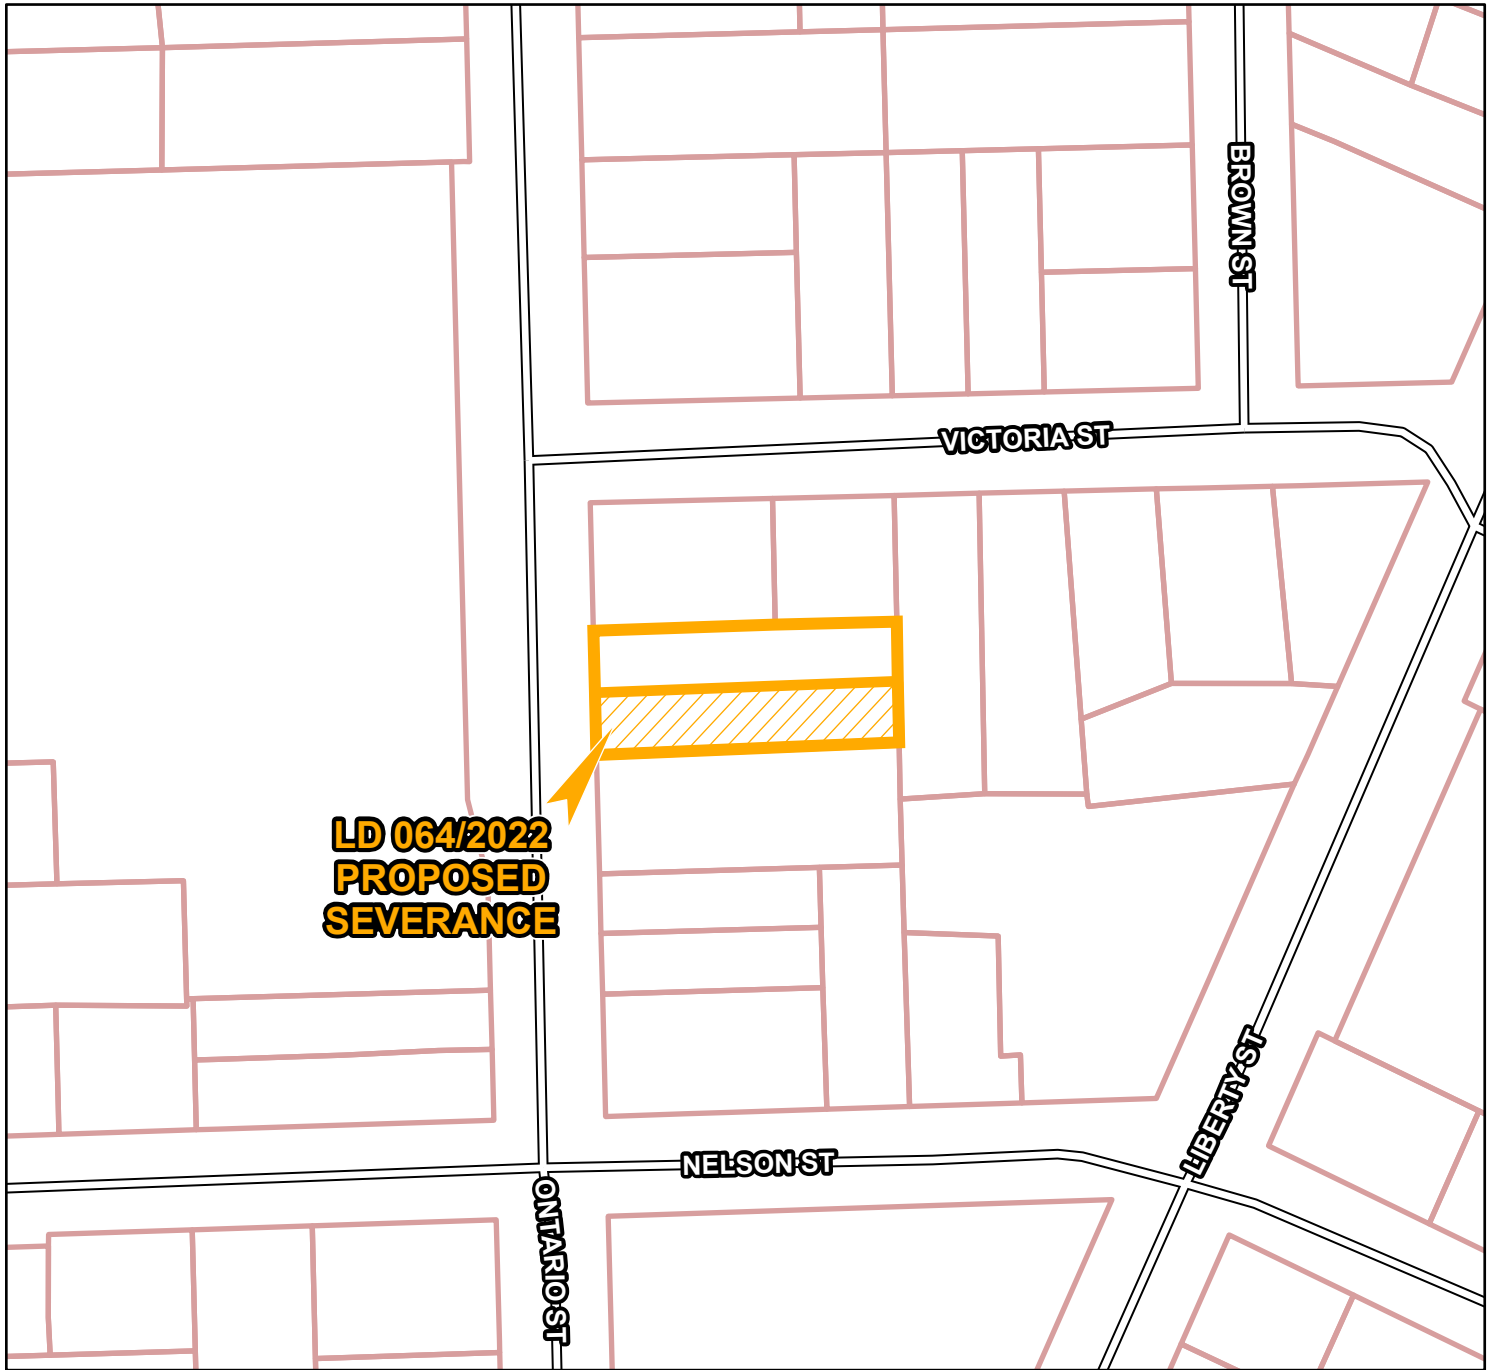 BROWN ST
VICTORIA ST
LD 064/2022
PROPOSED
SEVERANCE
LIBERTY ST
NELSON ST
ONTARIO ST